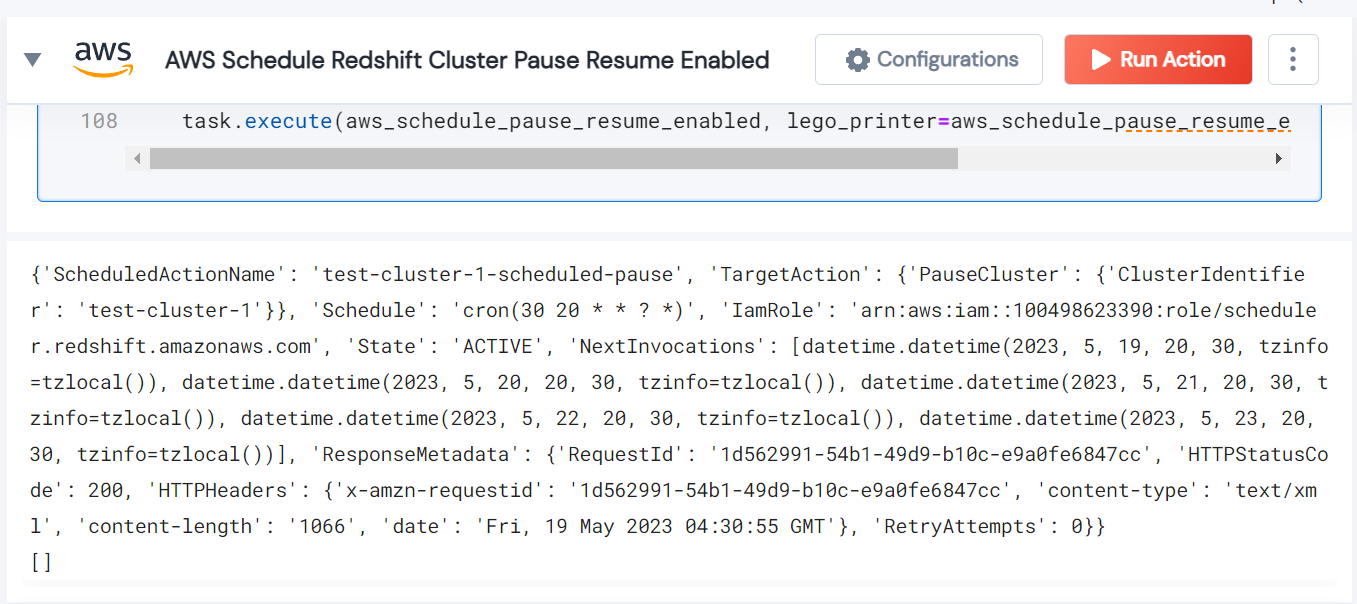 aws AWS Schedule Redshift Cluster Pause Resume Enabled Configurations Run Action
108 task.execute(aws_schedule_pause_resume_enabled, lego_printer=aws_schedule_pause_resume_e
{'ScheduledActionName': 'test-cluster-1-scheduled-pause', 'TargetAction': {'PauseCluster': {'ClusterIdentifie
r': 'test-cluster-1'}}, 'Schedule': 'cron(30 20 * * ? *)', 'IamRole': 'arn:aws:iam::100498623390:role/schedule
r.redshift.amazonaws.com', 'State': 'ACTIVE', 'NextInvocations': [datetime.datetime(2023, 5, 19, 20, 30, tzinfo
=tzlocal()), datetime.datetime(2023, 5, 20, 20, 30, tzinfo=tzlocal()), datetime.datetime(2023, 5, 21, 20, 30, t
zinfo=tzlocal()), datetime.datetime(2023, 5, 22, 20, 30, tzinfo=tzlocal()), datetime.datetime(2023, 5, 23, 20,
30, tzinfo=tzlocal())], 'ResponseMetadata': {'RequestId': '1d562991-54b1-49d9-b10c-e9a0fe6847cc', 'HTTPStatusCo
de': 200, 'HTTPHeaders': {'x-amzn-requestid': '1d562991-54b1-49d9-b10c-e9a0fe6847cc', 'content-type': 'text/xm
l', 'content-length': '1066', 'date': 'Fri, 19 May 2023 04:30:55 GMT'}, 'RetryAttempts': 0}}
[]